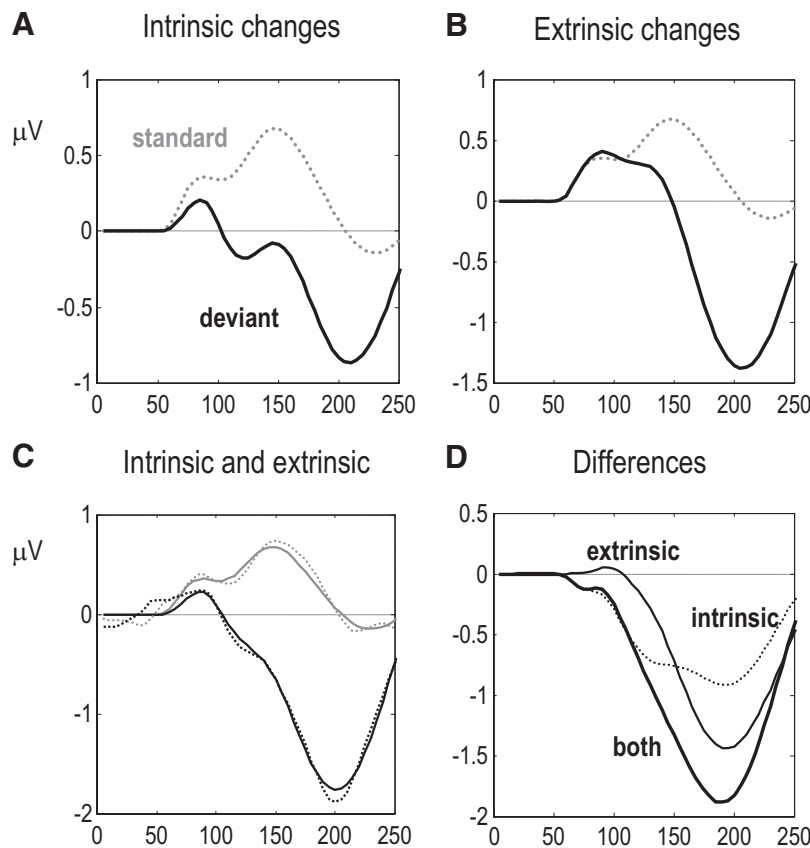 A Intrinsic changes
B Extrinsic changes
μV
1
0.5
0
-0.5
-1
standard
deviant
0 50 100 150 200 250
1
0.5
0
-0.5
-1
-1.5
0 50 100 150 200 250
C Intrinsic and extrinsic
D Differences
μV
1
0
-1
-2
0 50 100 150 200 250
0.5
0
-0.5
-1
-1.5
-2
extrinsic
intrinsic
both
0 50 100 150 200 250